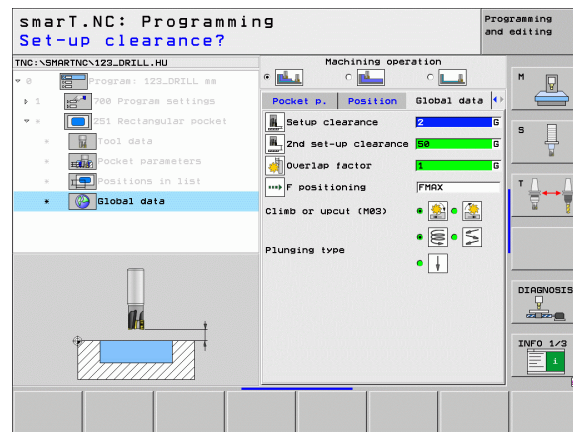 smarT.NC: Programming
Set-up clearance?
Programming
and editing
TNC:\SMARTNC\123_DRILL.HU
0 Program: 123_DRILL mm
1 700 Program settings
* 251 Rectangular pocket
* Tool data
* Pocket parameters
* Positions in list
* Global data
Machining operation
Pocket p. Position Global data
Setup clearance 2 G
2nd set-up clearance 50 G
Overlap factor 1 G
F positioning FMAX
Climb or upcut (M03)
Plunging type
M
S
T
DIAGNOSIS
INFO 1/3
i